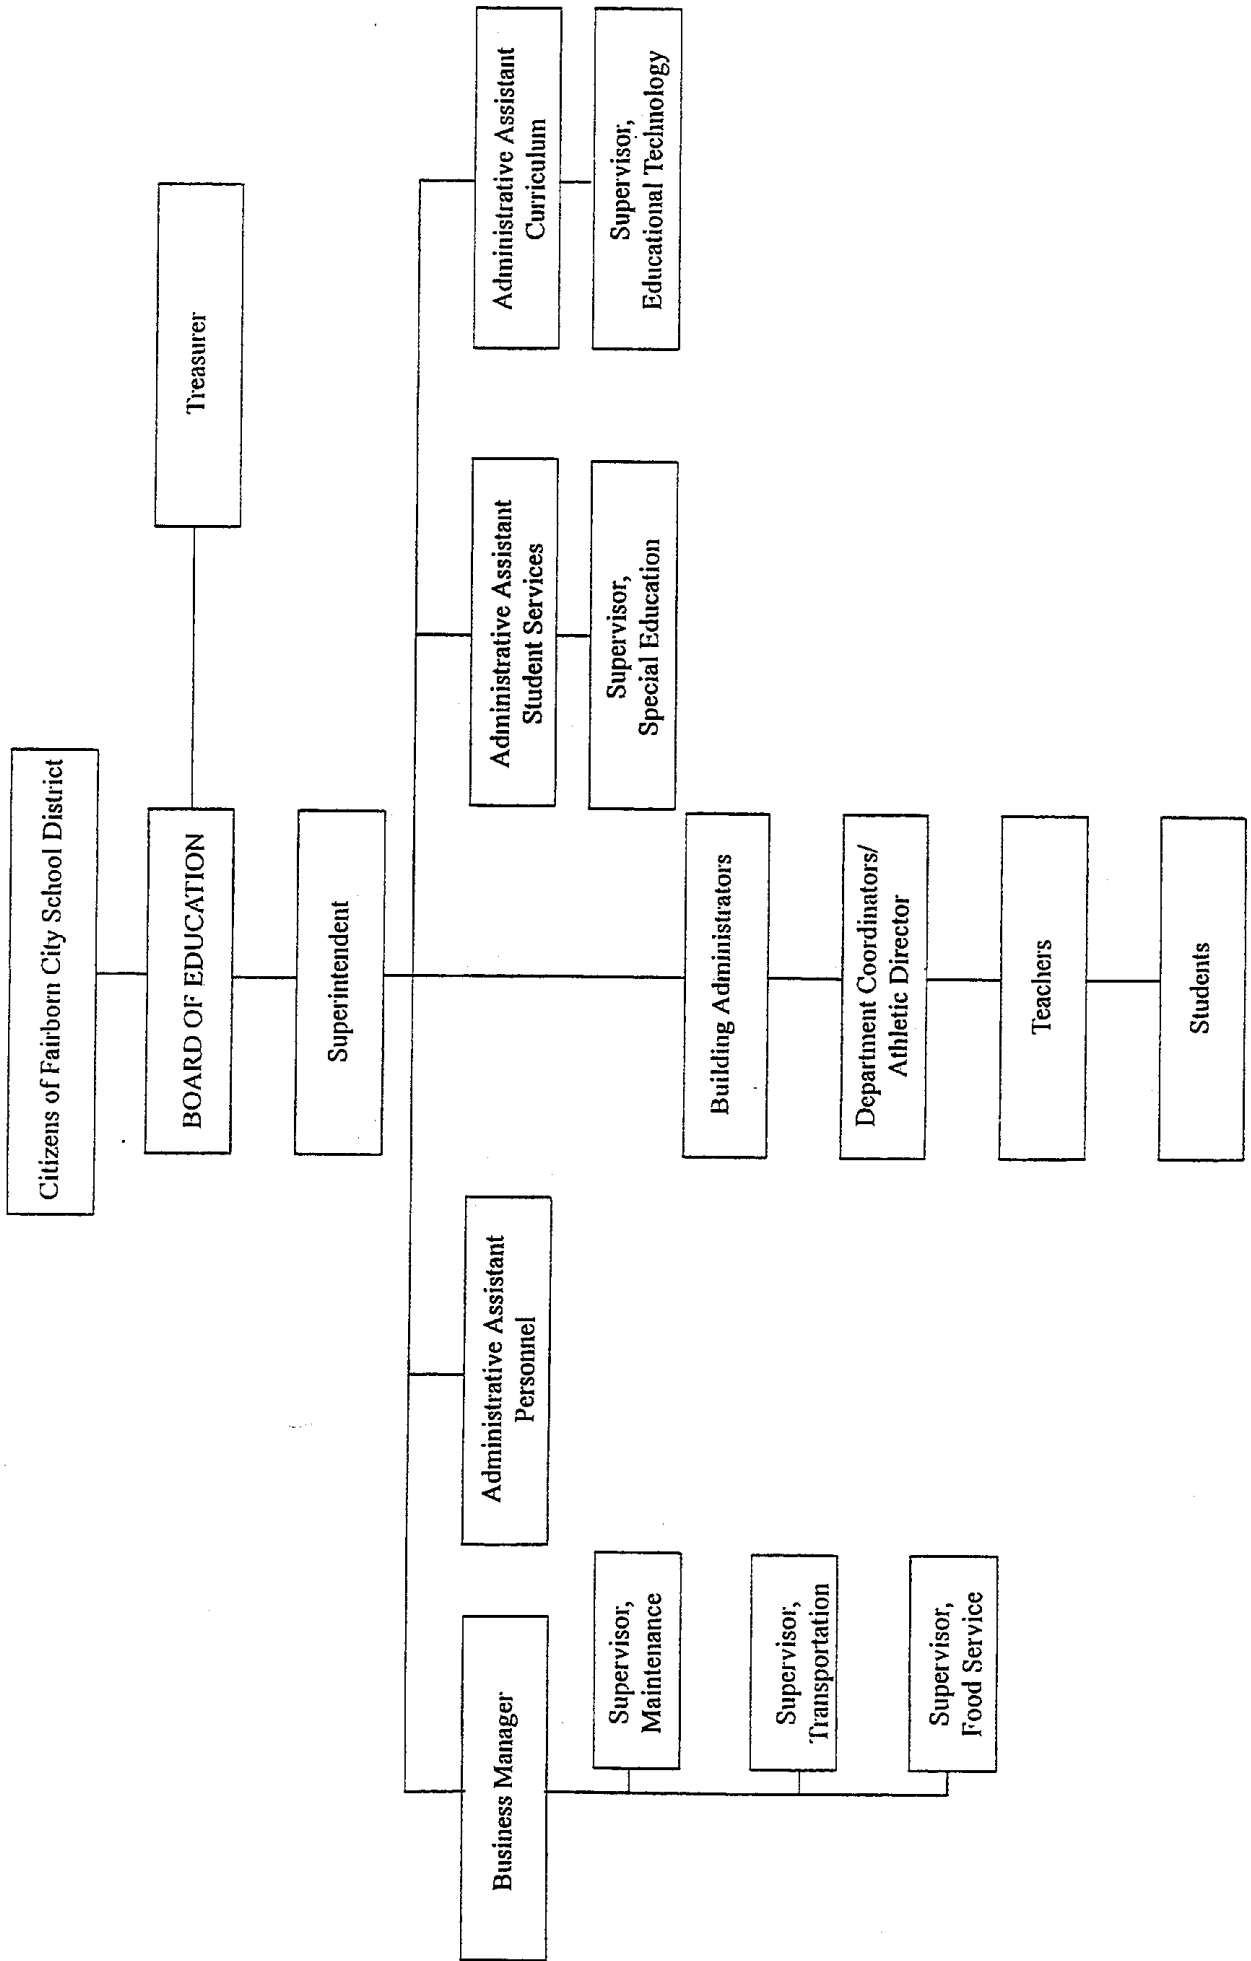 Citizens of Fairborn City School District
BOARD OF EDUCATION
Treasurer
Superintendent
Business Manager
Administrative Assistant
Personnel
Administrative Assistant
Student Services
Administrative Assistant
Curriculum
Supervisor,
Maintenance
Supervisor,
Transportation
Supervisor,
Food Service
Supervisor,
Special Education
Supervisor,
Educational Technology
Building Administrators
Department Coordinators/
Athletic Director
Teachers
Students